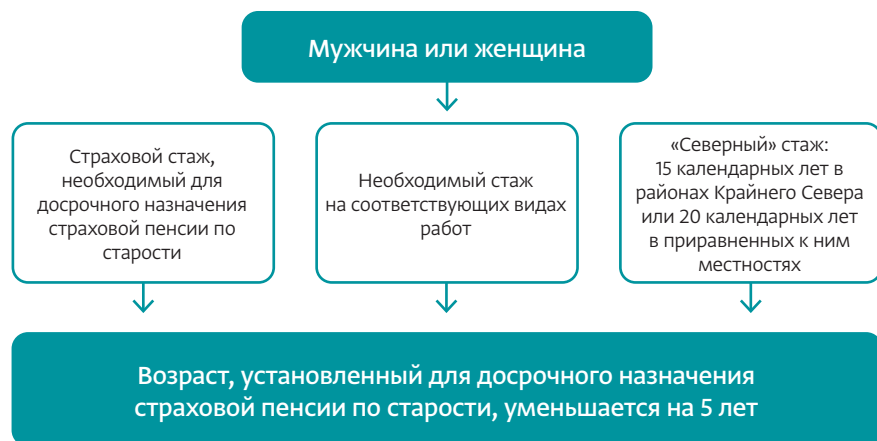 Мужчина или женщина
Страховой стаж,
необходимый для
досрочного назначения
страховой пенсии по
старости
Необходимый стаж
на соответствующих видах
работ
«Северный» стаж:
15 календарных лет в
районах Крайнего Севера
или 20 календарных лет
в приравненных к ним
местностях
Возраст, установленный для досрочного назначения
страховой пенсии по старости, уменьшается на 5 лет